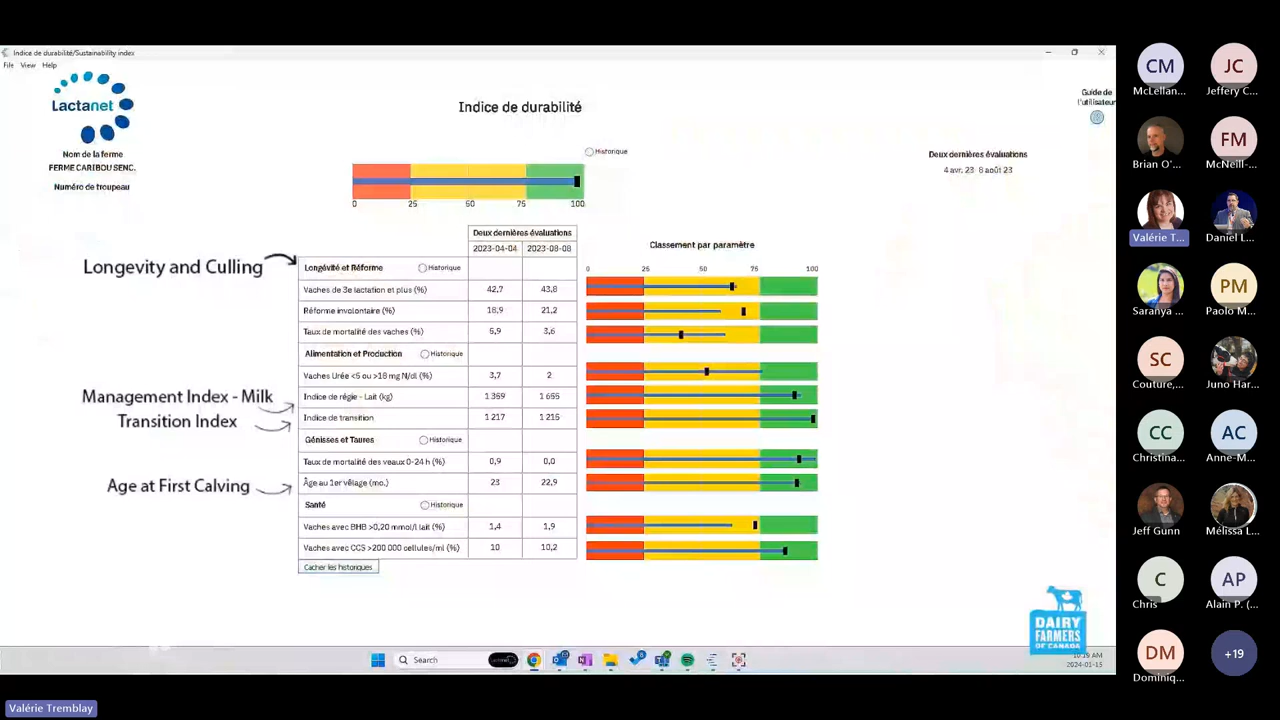 Indice de durabilité/Sustainability index
File View Help
Lactanet
Indice de durabilité
Guide de
l'utilisateur
Nom de la ferme
FERME CARIBOU SENC.
Numéro de troupeau
Historique
Deux dernières évaluations
4 avr. 23 8 août 23
0 25 50 75 100
Deux dernières évaluations
2023-04-04 2023-08-08
Classement par paramètre
0 25 50 75 100
Longevity and Culling
Longévité et Réforme Historique
Vaches de 3e lactation et plus (%) 42,7 43,8
Réforme involontaire (%) 18,9 21,2
Taux de mortalité des vaches (%) 5,9 3,6
Alimentation et Production Historique
Vaches Urée <5 ou >18 mg N/dl (%) 3,7 2
Management Index - Milk
Indice de régie - Lait (kg) 1 359 1 655
Transition Index
Indice de transition 1 217 1 215
Génisses et Taures Historique
Taux de mortalité des veaux 0-24 h (%) 0,9 0,0
Age at First Calving
Âge au 1er vêlage (mo.) 23 22,9
Santé Historique
Vaches avec BHB >0,20 mmol/l lait (%) 1,4 1,9
Vaches avec CCS >200 000 cellules/ml (%) 10 10,2
Cacher les historiques
DAIRY
FARMERS
OF CANADA
Search
Lactanet
10:19 AM
2024-01-15
CM JC
McLellan... Jeffery C...
FM
Brian O'... McNeill-...
Valérie T... Daniel L...
PM
Saranya ... Paolo M...
SC
Couture,... Juno Har...
CC AC
Christina... Anne-M...
Jeff Gunn Mélissa L...
C AP
Chris Alain P. (...
DM +19
Dominiq...
Valérie Tremblay